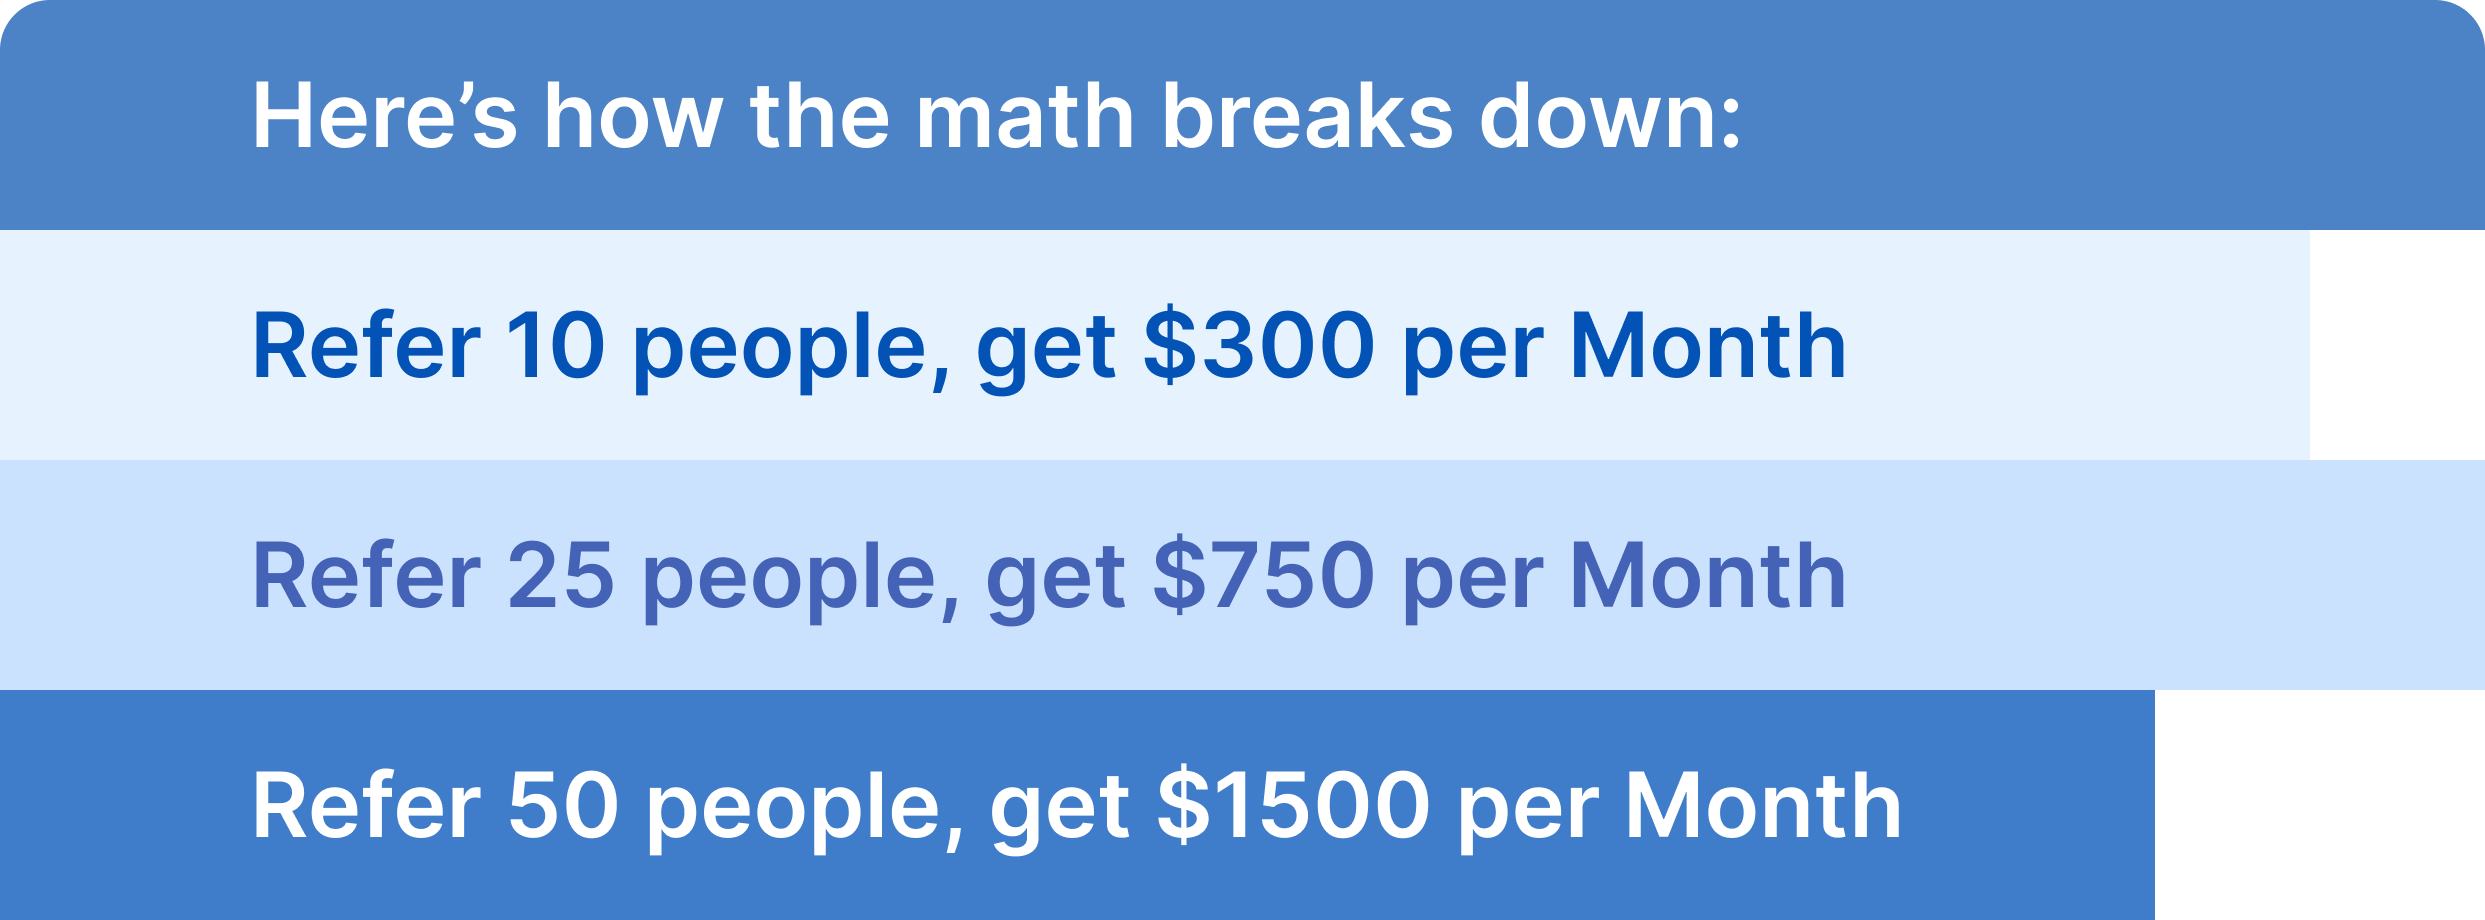 Here’s how the math breaks down:
Refer 10 people, get $300 per Month
Refer 25 people, get $750 per Month
Refer 50 people, get $1500 per Month